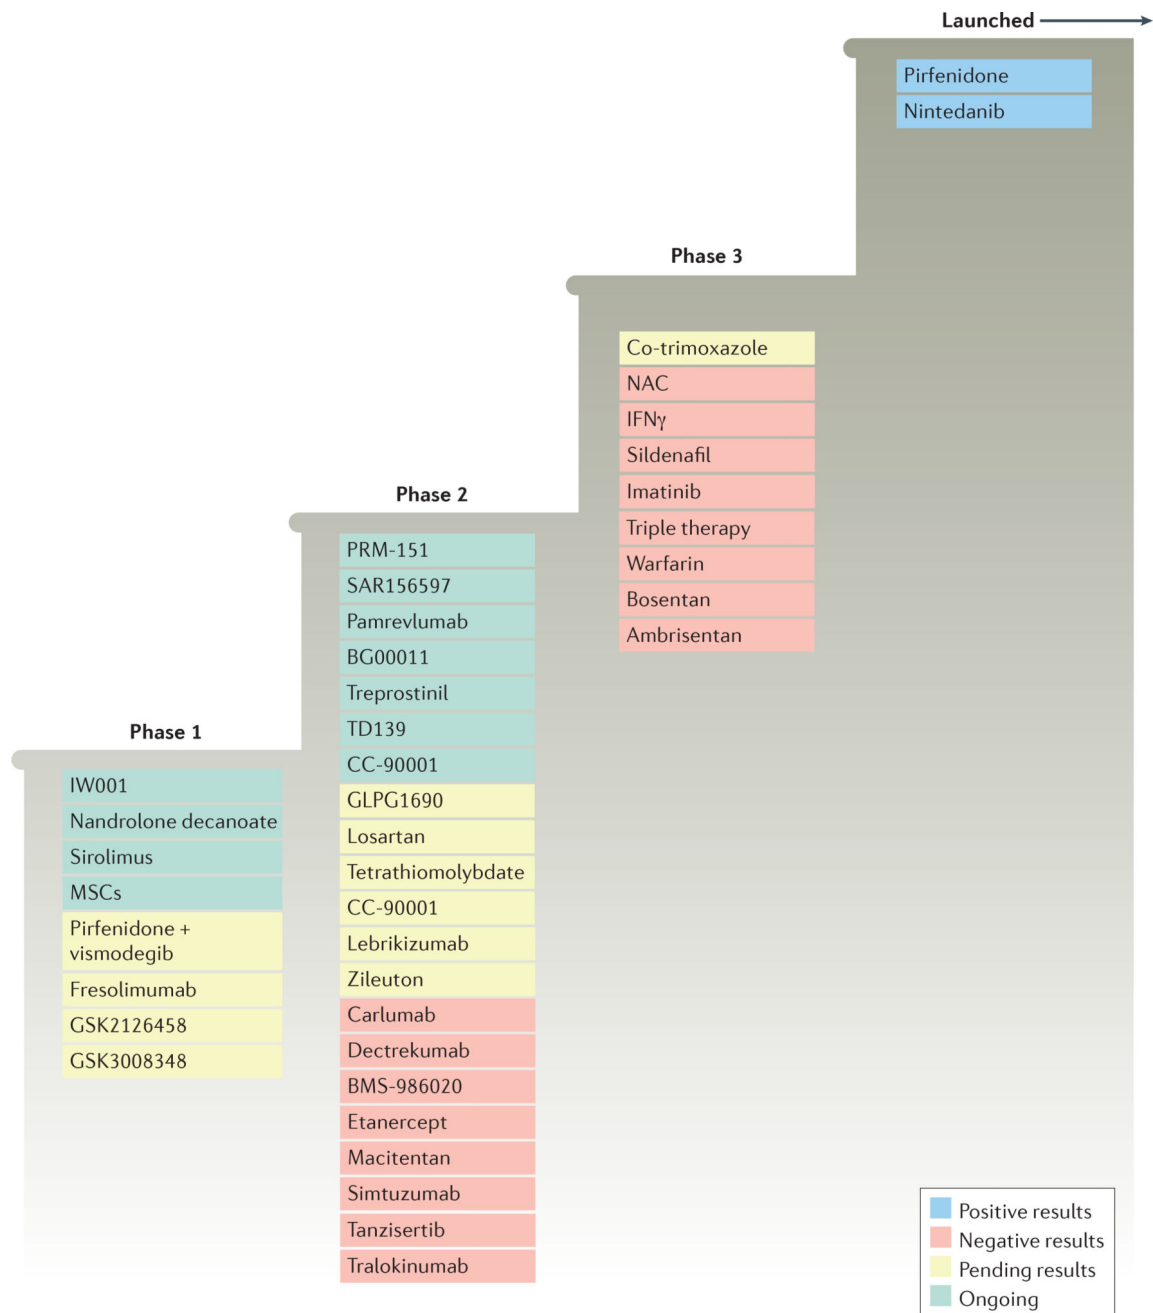 Launched
Pirfenidone
Nintedanib
Phase 3
Co-trimoxazole
NAC
IFNγ
Sildenafil
Imatinib
Triple therapy
Warfarin
Bosentan
Ambrisentan
Phase 2
PRM-151
SAR156597
Pamrevlumab
BG00011
Treprostinil
TD139
CC-90001
GLPG1690
Losartan
Tetrathiomolybdate
CC-90001
Lebrikizumab
Zileuton
Carlumab
Dectrekumab
BMS-986020
Etanercept
Macitentan
Simtuzumab
Tanzisertib
Tralokinumab
Phase 1
IW001
Nandrolone decanoate
Sirolimus
MSCs
Pirfenidone +
vismodegib
Fresolimumab
GSK2126458
GSK3008348
Positive results
Negative results
Pending results
Ongoing